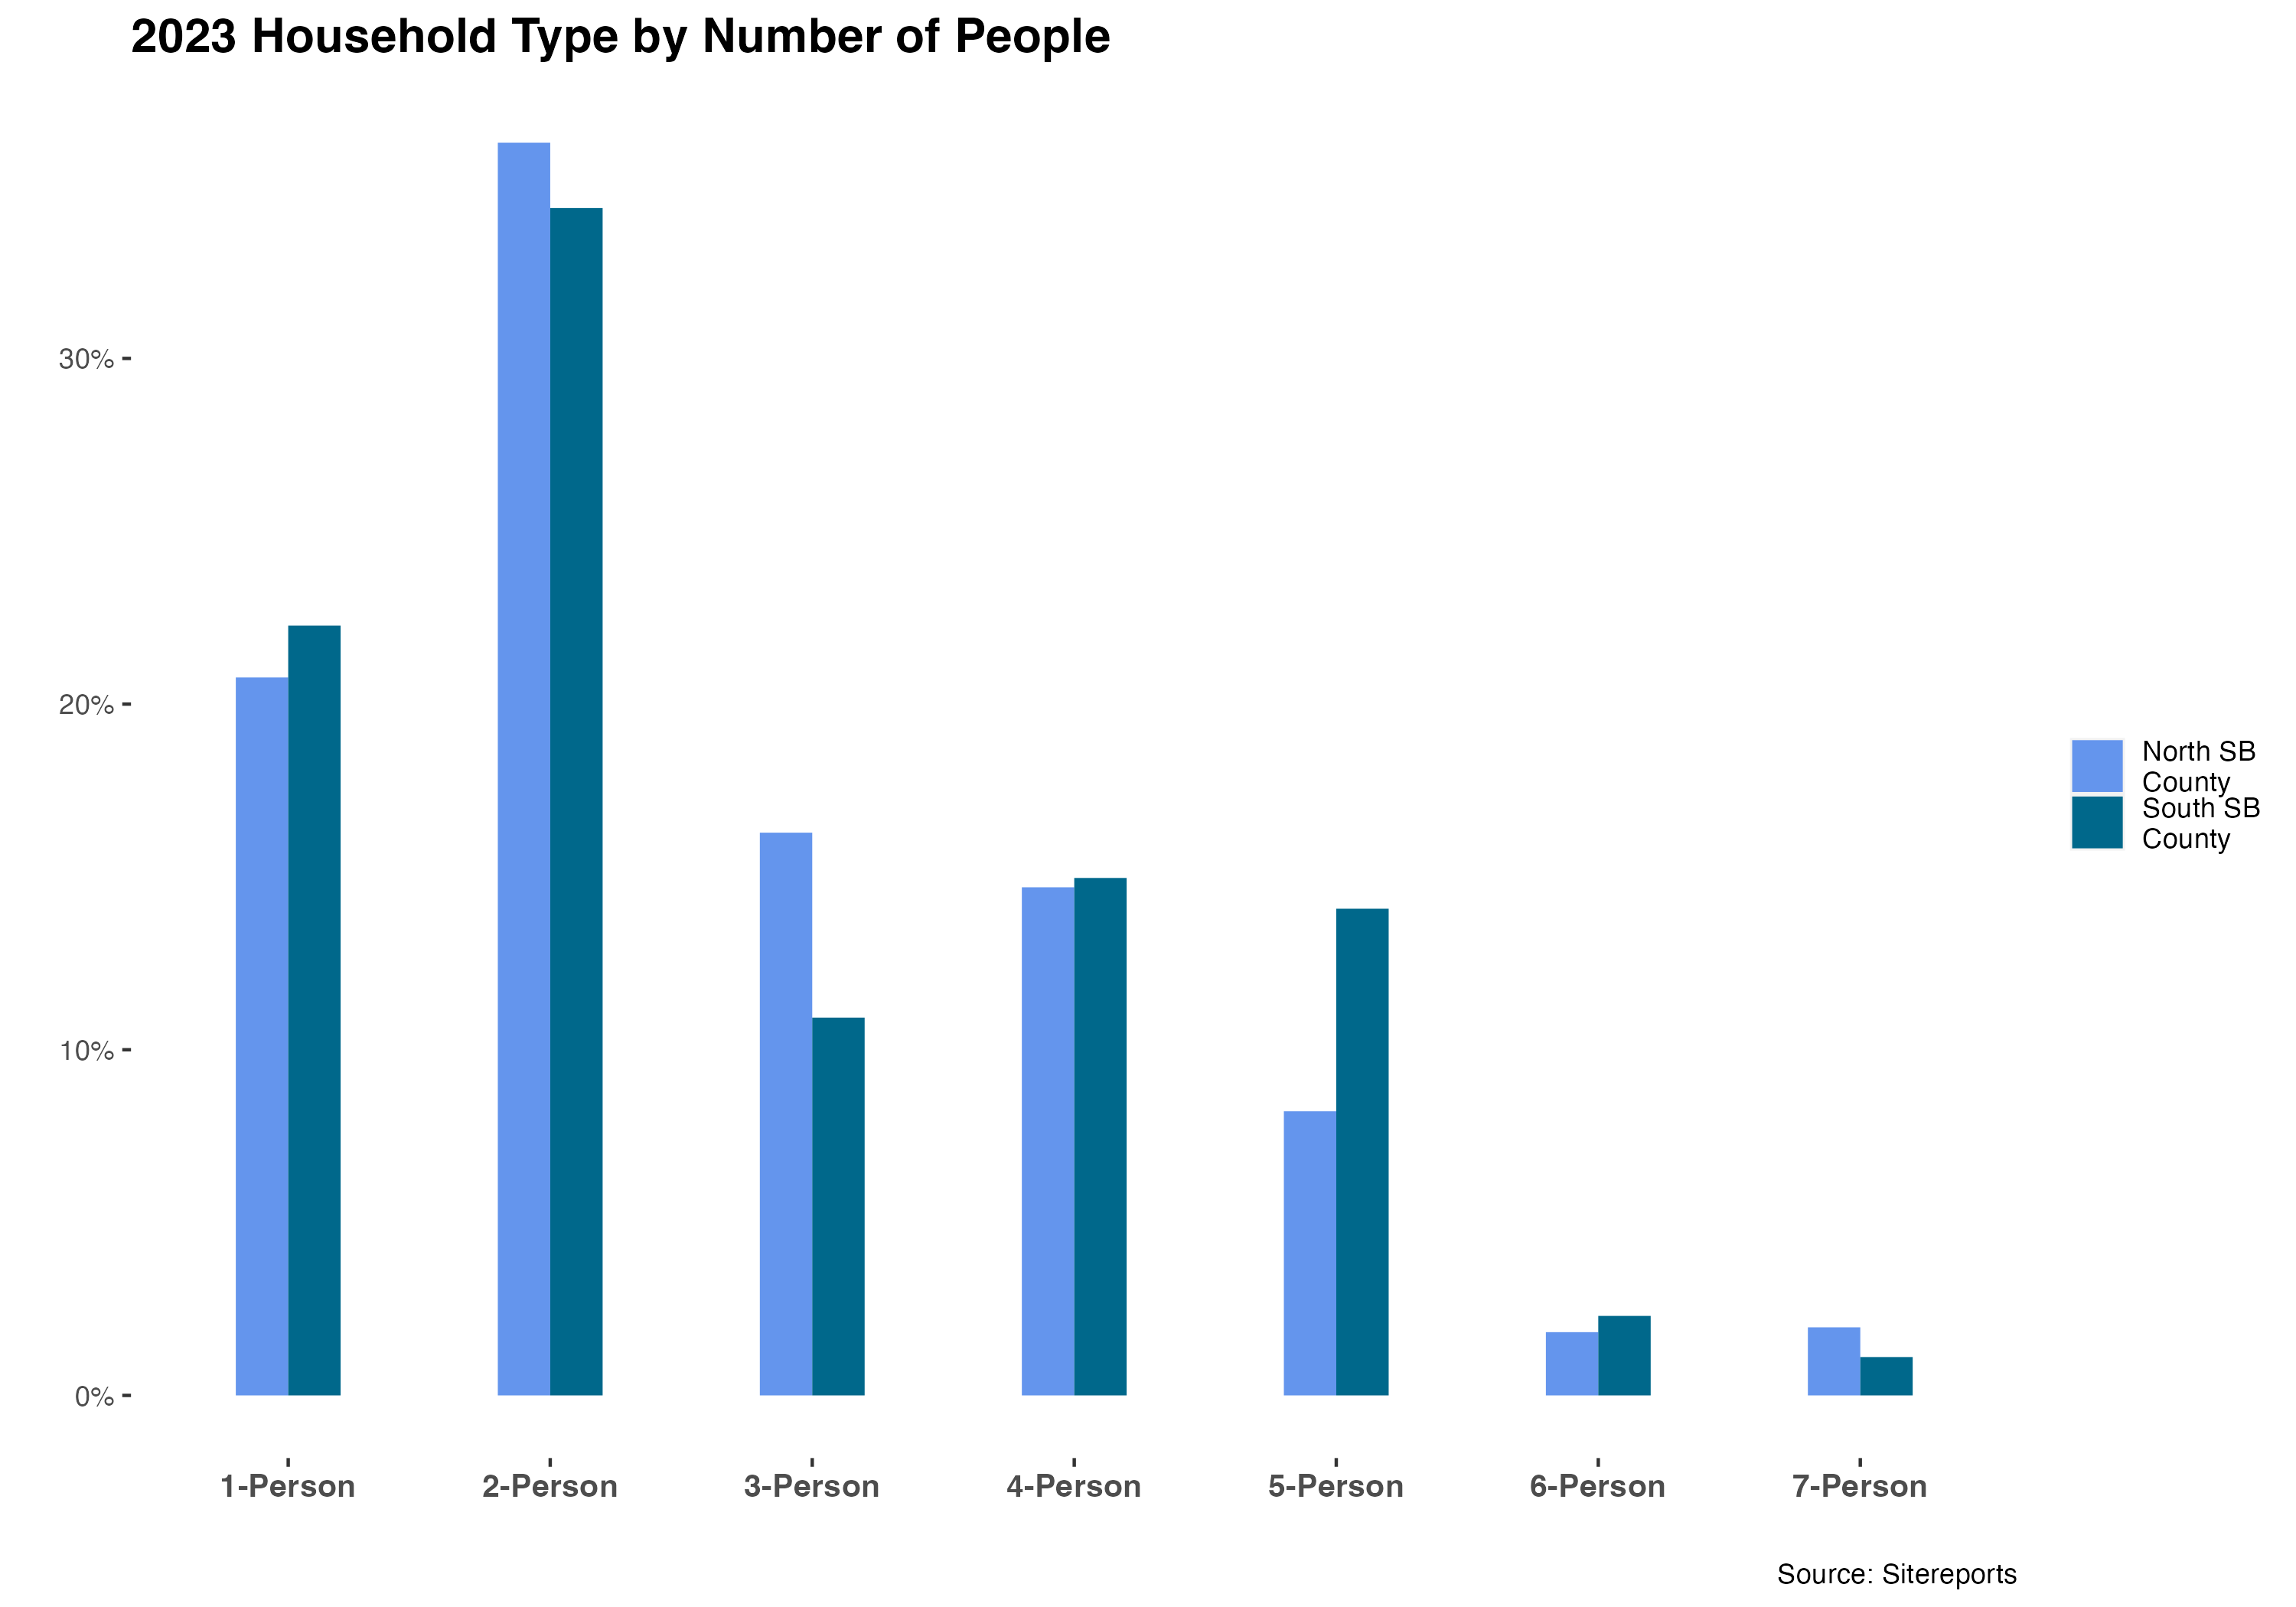 2023 Household Type by Number of People
30%
20%
10%
0%
North SB
County
South SB
County
1-Person
2-Person
3-Person
4-Person
5-Person
6-Person
7-Person
Source: Sitereports